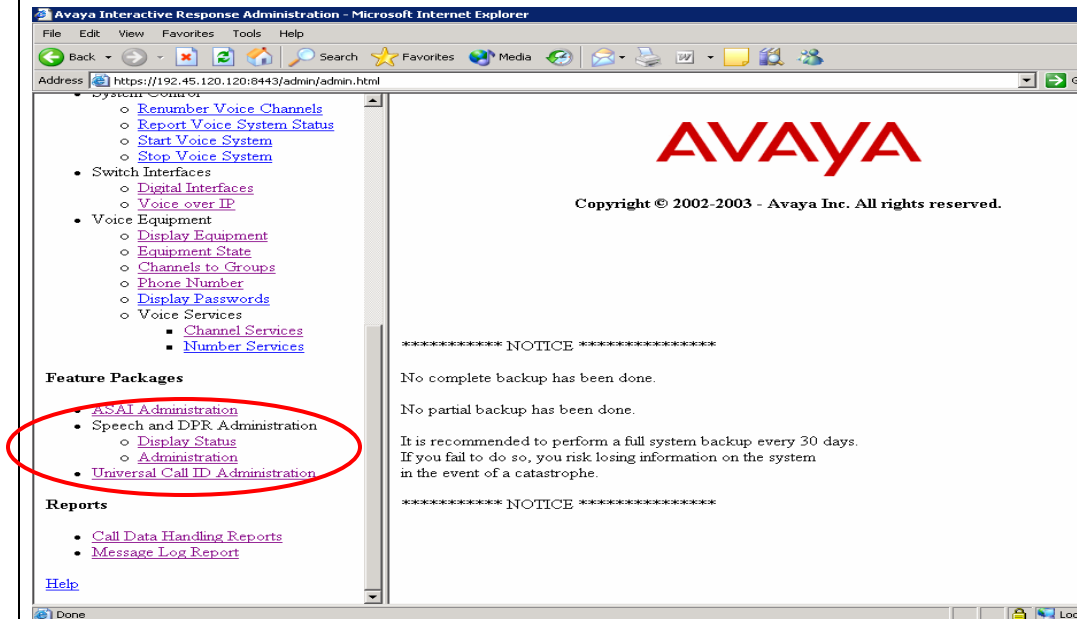 Avaya Interactive Response Administration - Microsoft Internet Explorer
File Edit View Favorites Tools Help
Back Search Favorites Media
Address https://192.45.120.120:8443/admin/admin.html
System Control
Renumber Voice Channels
Report Voice System Status
Start Voice System
Stop Voice System
Switch Interfaces
Digital Interfaces
Voice over IP
Voice Equipment
Display Equipment
Equipment State
Channels to Groups
Phone Number
Display Passwords
Voice Services
Channel Services
Number Services
Feature Packages
ASAI Administration
Speech and DPR Administration
Display Status
Administration
Universal Call ID Administration
Reports
Call Data Handling Reports
Message Log Report
Help
AVAYA
Copyright © 2002-2003 - Avaya Inc. All rights reserved.
*********** NOTICE ***************
No complete backup has been done.
No partial backup has been done.
It is recommended to perform a full system backup every 30 days.
If you fail to do so, you risk losing information on the system
in the event of a catastrophe.
*********** NOTICE ***************
Done